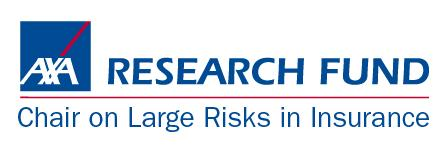 AXA RESEARCH FUND
Chair on Large Risks in Insurance